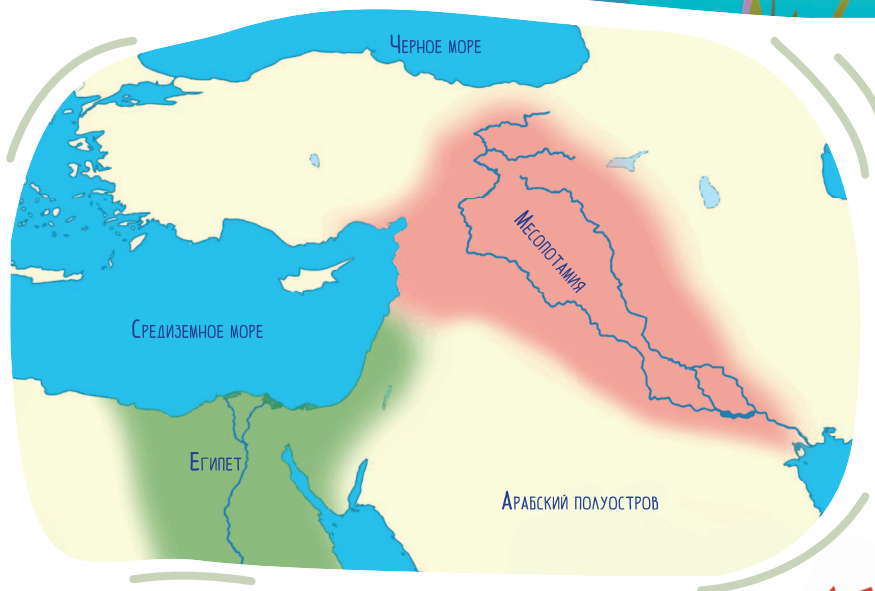 Черное море
Месопотамия
Средиземное море
Египет
Арабский полуостров